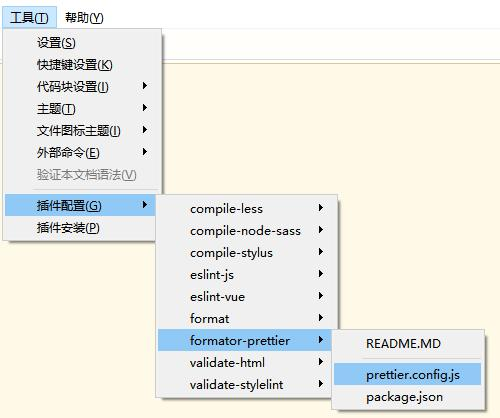 工具(T) 帮助(Y)
设置(S)
快捷键设置(K)
代码块设置(I)
主题(T)
文件图标主题(I)
外部命令(E)
验证本文档语法(V)
插件配置(G)
插件安装(P)
compile-less
compile-node-sass
compile-stylus
eslint-js
eslint-vue
format
formator-prettier
validate-html
validate-stylelint
README.MD
prettier.config.js
package.json